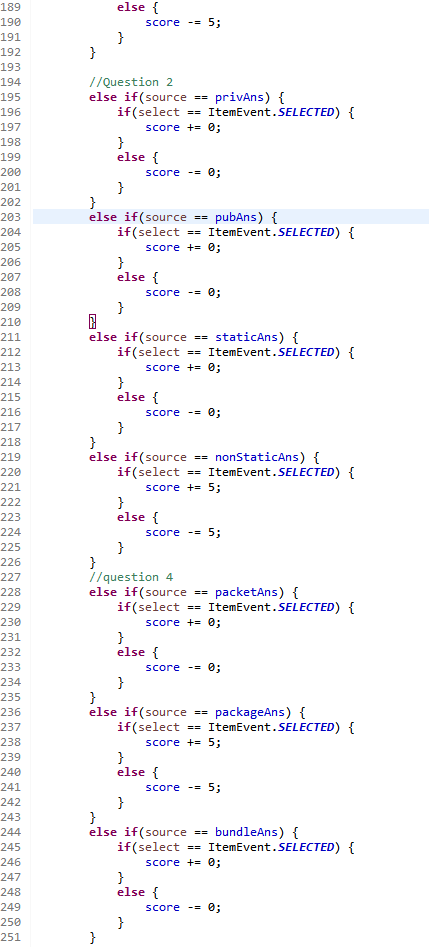 189             else {
190                 score -= 5;
191             }
192         }
193
194         //Question 2
195         else if(source == privAns) {
196             if(select == ItemEvent.SELECTED) {
197                 score += 0;
198             }
199             else {
200                 score -= 0;
201             }
202         }
203         else if(source == pubAns) {
204             if(select == ItemEvent.SELECTED) {
205                 score += 0;
206             }
207             else {
208                 score -= 0;
209             }
210         }
211         else if(source == staticAns) {
212             if(select == ItemEvent.SELECTED) {
213                 score += 0;
214             }
215             else {
216                 score -= 0;
217             }
218         }
219         else if(source == nonStaticAns) {
220             if(select == ItemEvent.SELECTED) {
221                 score += 5;
222             }
223             else {
224                 score -= 5;
225             }
226         }
227         //question 4
228         else if(source == packetAns) {
229             if(select == ItemEvent.SELECTED) {
230                 score += 0;
231             }
232             else {
233                 score -= 0;
234             }
235         }
236         else if(source == packageAns) {
237             if(select == ItemEvent.SELECTED) {
238                 score += 5;
239             }
240             else {
241                 score -= 5;
242             }
243         }
244         else if(source == bundleAns) {
245             if(select == ItemEvent.SELECTED) {
246                 score += 0;
247             }
248             else {
249                 score -= 0;
250             }
251         }